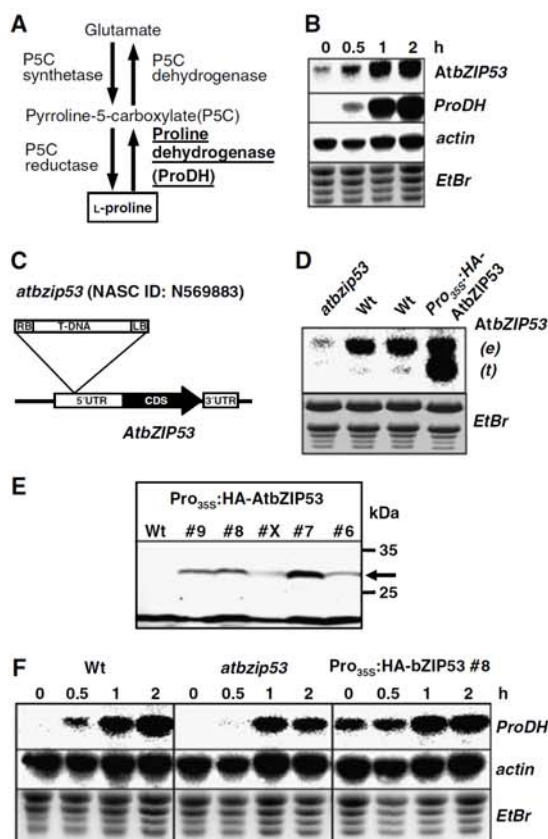 A
Glutamate
P5C synthetase
P5C dehydrogenase
Pyrroline-5-carboxylate(P5C)
P5C reductase
Proline dehydrogenase (ProDH)
L-proline
B
0 0.5 1 2 h
AtbZIP53
ProDH
actin
EtBr
C
atbzip53 (NASC ID: N569883)
RB T-DNA LB
5'UTR CDS 3'UTR
AtbZIP53
D
atbzip53 Wt Wt Pro35S:HA-AtbZIP53
AtbZIP53
(e)
(t)
EtBr
E
Pro35S:HA-AtbZIP53
Wt #9 #8 #X #7 #6
kDa
35
25
F
Wt atbzip53 Pro35S:HA-bZIP53 #8
0 0.5 1 2 0 0.5 1 2 0 0.5 1 2 h
ProDH
actin
EtBr